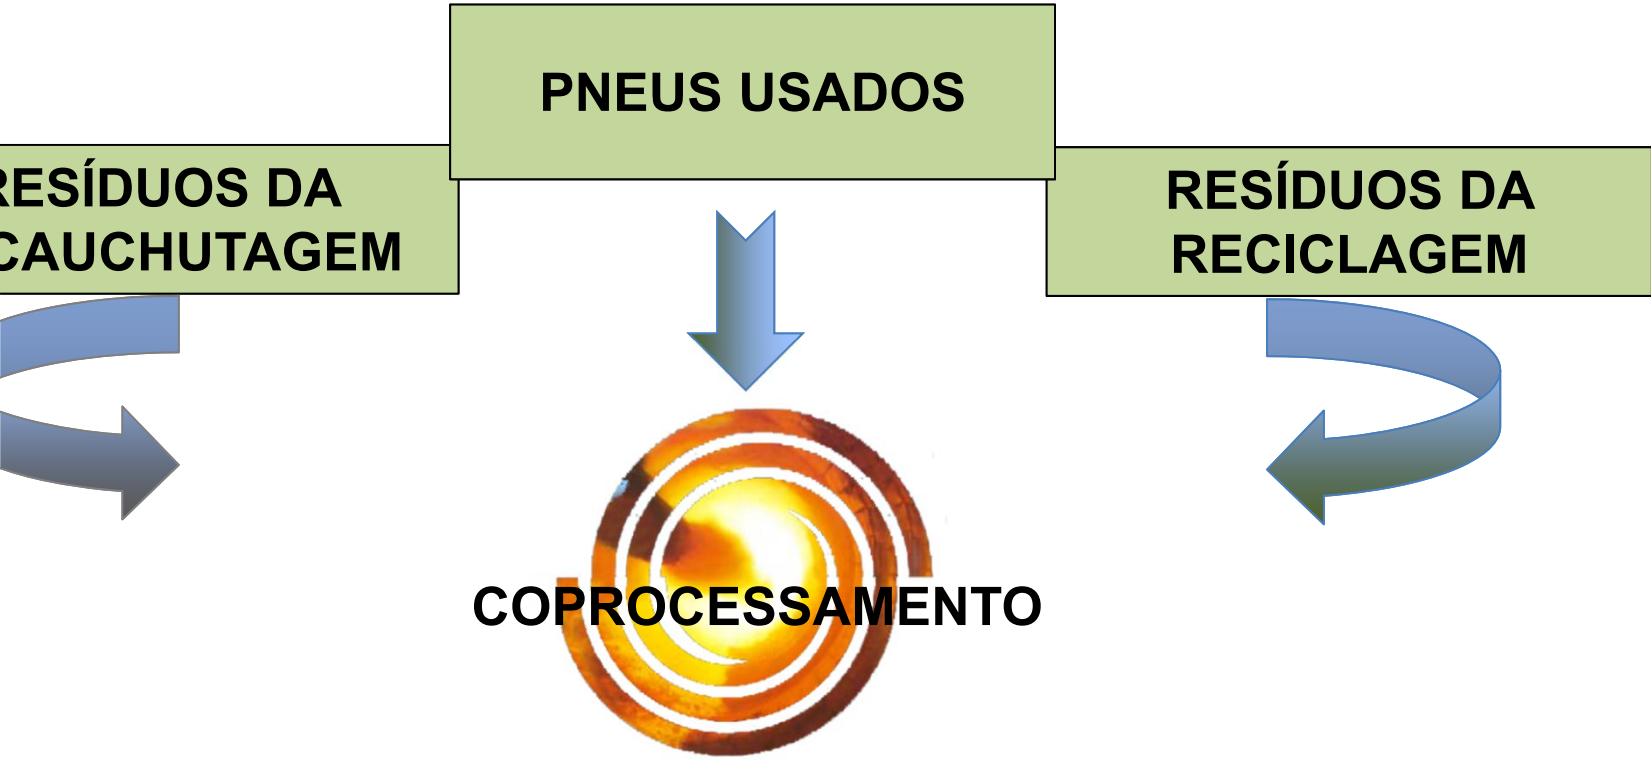 PNEUS USADOS
RESÍDUOS DA
CAUCHUTAGEM
RESÍDUOS DA
RECICLAGEM
COPROCESSAMENTO